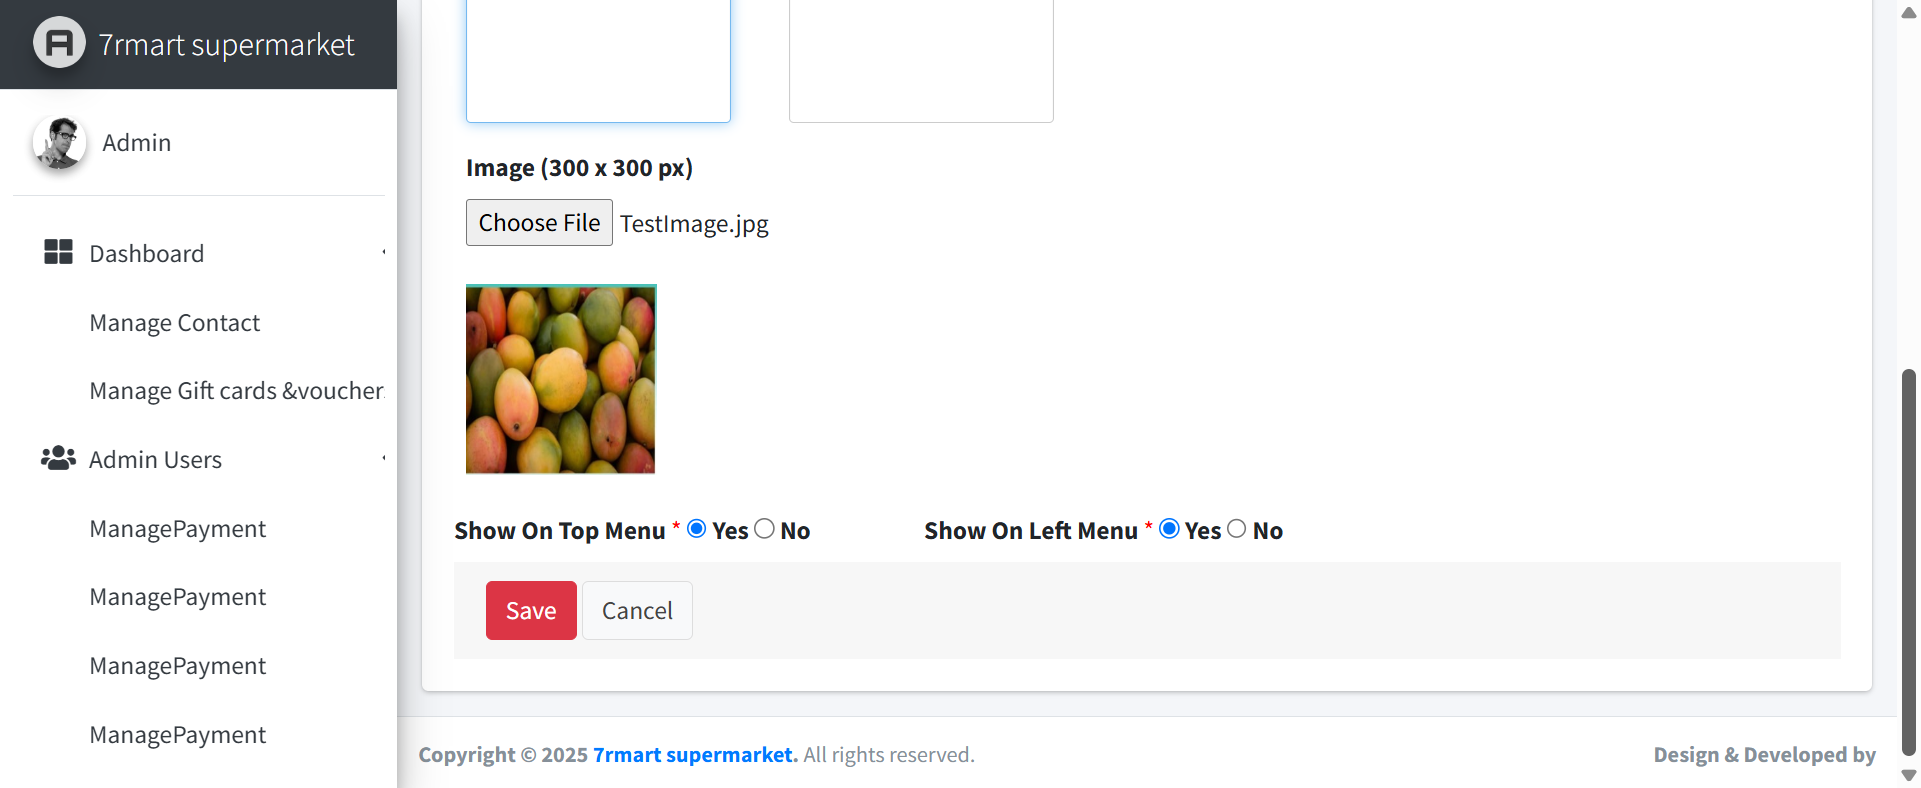 7rmart supermarket
Admin
Dashboard
Manage Contact
Manage Gift cards &voucher
Admin Users
ManagePayment
ManagePayment
ManagePayment
ManagePayment
Image (300 x 300 px)
Choose File TestImage.jpg
Show On Top Menu * Yes No Show On Left Menu * Yes No
Save Cancel
Copyright © 2025 7rmart supermarket. All rights reserved. Design & Developed by